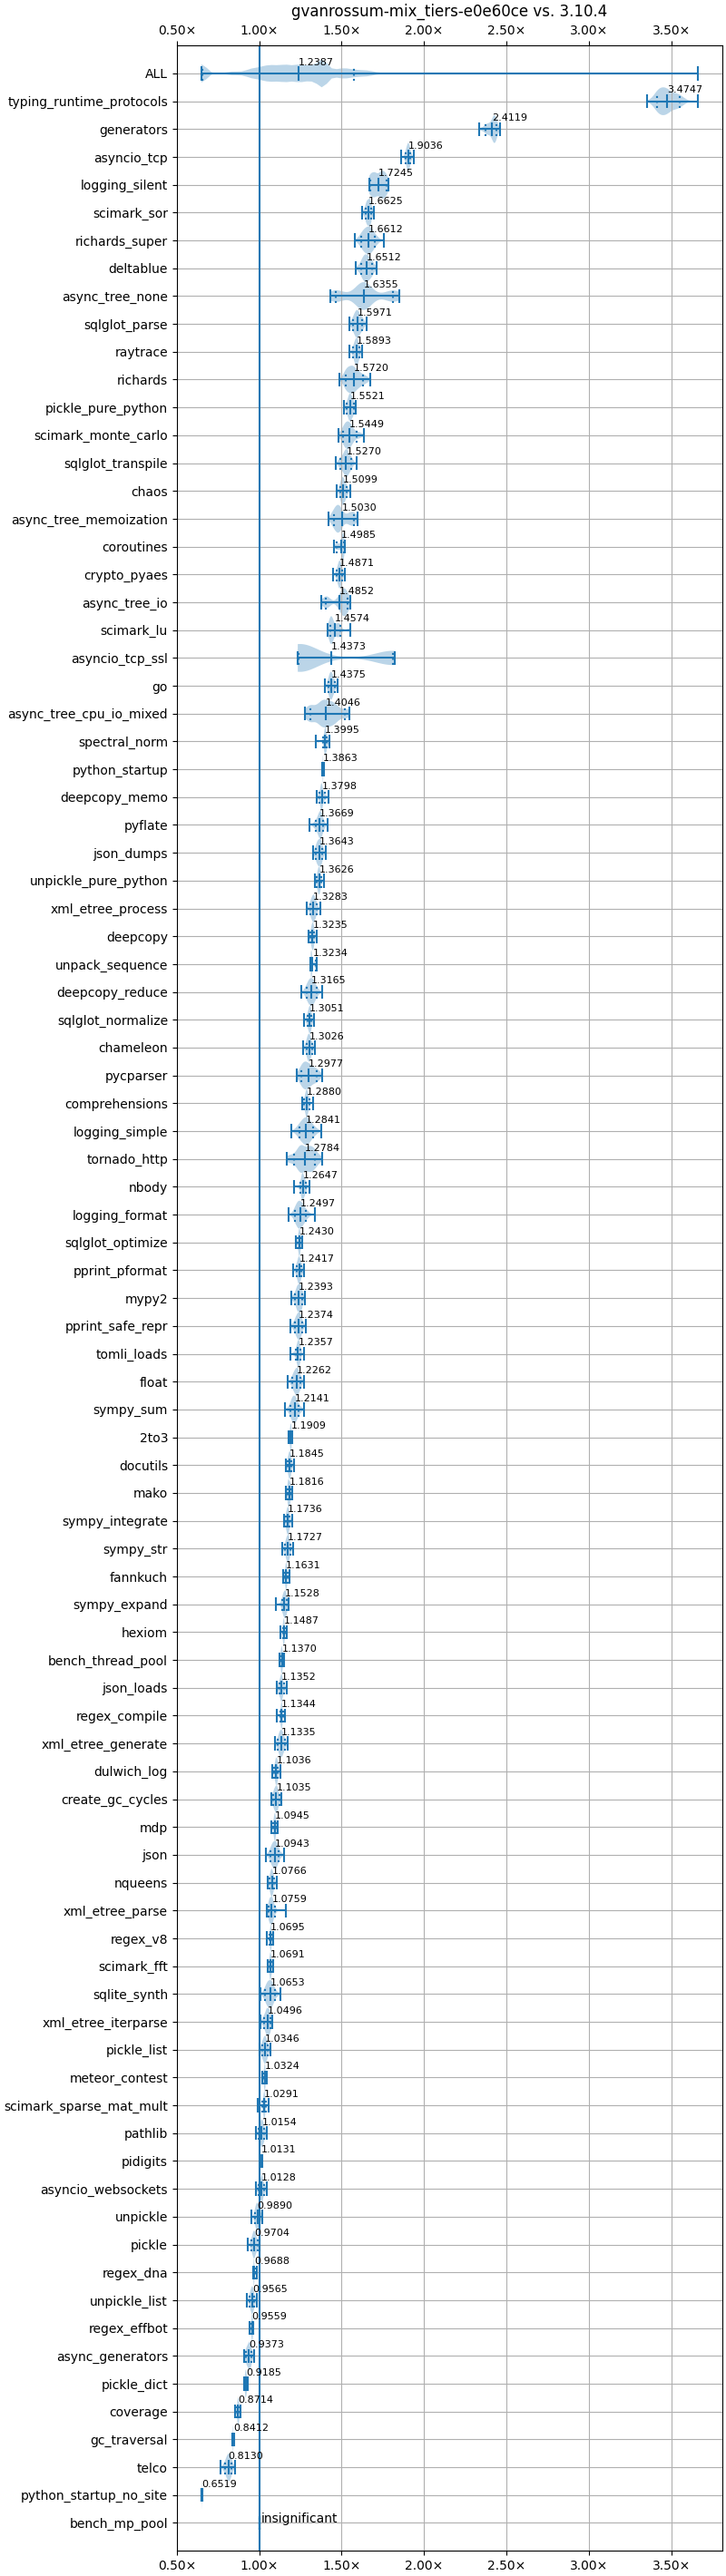 gvanrossum-mix_tiers-e0e60ce vs. 3.10.4
0.50× 1.00× 1.50× 2.00× 2.50× 3.00× 3.50×
ALL 1.2387
typing_runtime_protocols 3.4747
generators 2.4119
asyncio_tcp 1.9036
logging_silent 1.7245
scimark_sor 1.6625
richards_super 1.6612
deltablue 1.6512
async_tree_none 1.6355
sqlglot_parse 1.5971
raytrace 1.5893
richards 1.5720
pickle_pure_python 1.5521
scimark_monte_carlo 1.5449
sqlglot_transpile 1.5270
chaos 1.5099
async_tree_memoization 1.5030
coroutines 1.4985
crypto_pyaes 1.4871
async_tree_io 1.4852
scimark_lu 1.4574
asyncio_tcp_ssl 1.4373
go 1.4375
async_tree_cpu_io_mixed 1.4046
spectral_norm 1.3995
python_startup 1.3863
deepcopy_memo 1.3798
pyflate 1.3669
json_dumps 1.3643
unpickle_pure_python 1.3626
xml_etree_process 1.3283
deepcopy 1.3235
unpack_sequence 1.3234
deepcopy_reduce 1.3165
sqlglot_normalize 1.3051
chameleon 1.3026
pycparser 1.2977
comprehensions 1.2880
logging_simple 1.2841
tornado_http 1.2784
nbody 1.2647
logging_format 1.2497
sqlglot_optimize 1.2430
pprint_pformat 1.2417
mypy2 1.2393
pprint_safe_repr 1.2374
tomli_loads 1.2357
float 1.2262
sympy_sum 1.2141
2to3 1.1909
docutils 1.1845
mako 1.1816
sympy_integrate 1.1736
sympy_str 1.1727
fannkuch 1.1631
sympy_expand 1.1528
hexiom 1.1487
bench_thread_pool 1.1370
json_loads 1.1352
regex_compile 1.1344
xml_etree_generate 1.1335
dulwich_log 1.1036
create_gc_cycles 1.1035
mdp 1.0945
json 1.0943
nqueens 1.0766
xml_etree_parse 1.0759
regex_v8 1.0695
scimark_fft 1.0691
sqlite_synth 1.0653
xml_etree_iterparse 1.0496
pickle_list 1.0346
meteor_contest 1.0324
scimark_sparse_mat_mult 1.0291
pathlib 1.0154
pidigits 1.0131
asyncio_websockets 1.0128
unpickle 0.9890
pickle 0.9704
regex_dna 0.9688
unpickle_list 0.9565
regex_effbot 0.9559
async_generators 0.9373
pickle_dict 0.9185
coverage 0.8714
gc_traversal 0.8412
telco 0.8130
python_startup_no_site 0.6519
bench_mp_pool insignificant
0.50× 1.00× 1.50× 2.00× 2.50× 3.00× 3.50×